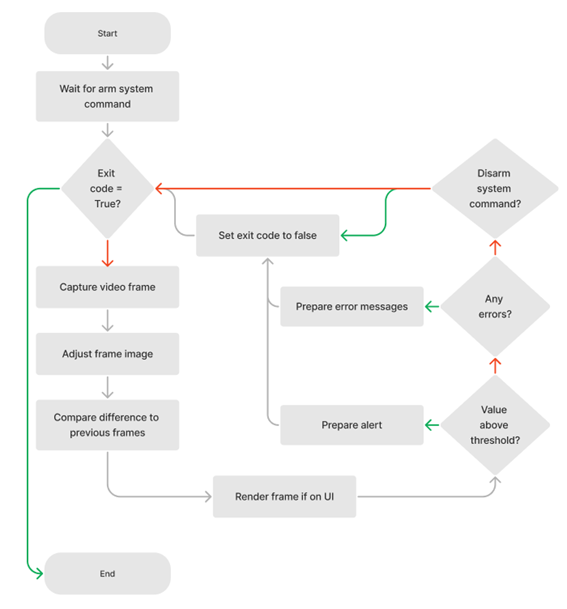 Start
Wait for arm system
command
Exit
code =
True?
Disarm
system
command?
Set exit code to false
Capture video frame
Prepare error messages
Any
errors?
Adjust frame image
Compare difference to
previous frames
Prepare alert
Value
above
threshold?
Render frame if on UI
End